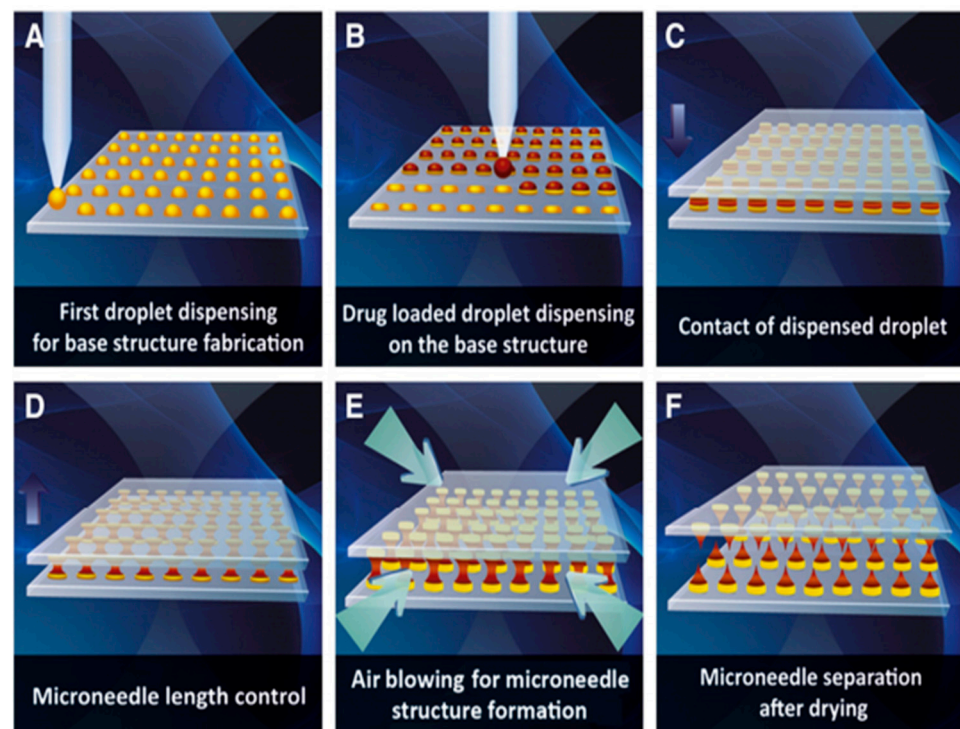 A
First droplet dispensing
for base structure fabrication
B
Drug loaded droplet dispensing
on the base structure
C
Contact of dispensed droplet
D
Microneedle length control
E
Air blowing for microneedle
structure formation
F
Microneedle separation
after drying